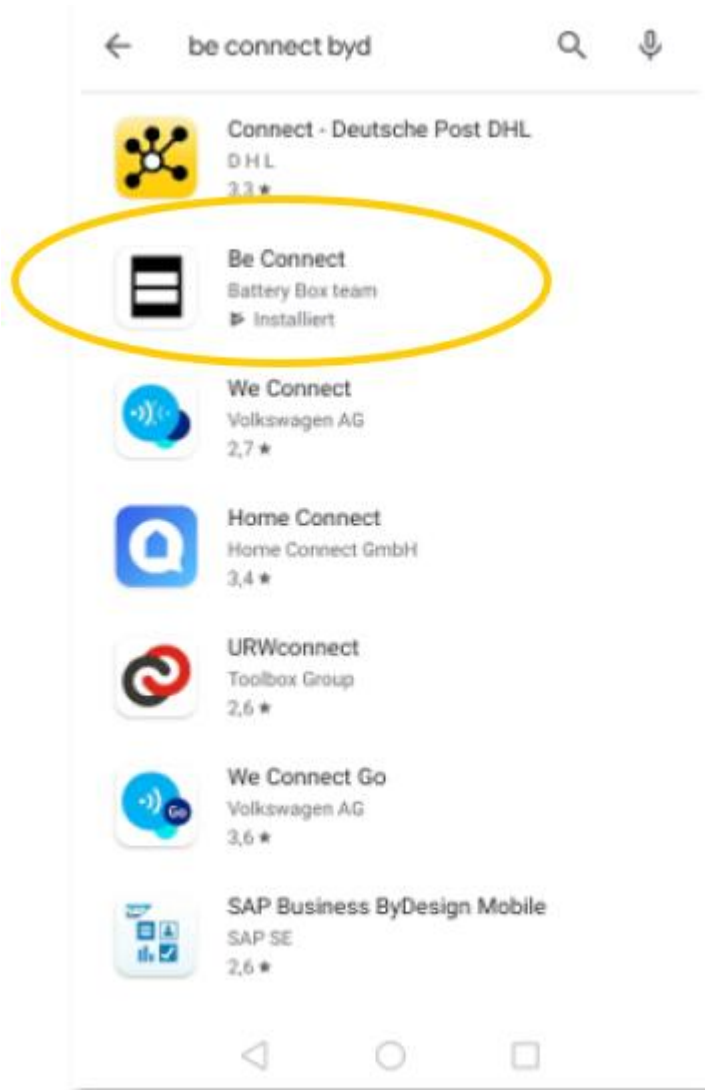 be connect byd
Connect - Deutsche Post DHL
DHL
3,3 ★
Be Connect
Battery Box team
Installiert
We Connect
Volkswagen AG
2,7 ★
Home Connect
Home Connect GmbH
3,4 ★
URWconnect
Toolbox Group
2,6 ★
We Connect Go
Go
Volkswagen AG
3,6 ★
SAP Business ByDesign Mobile
SAP
SAP SE
2,6 ★